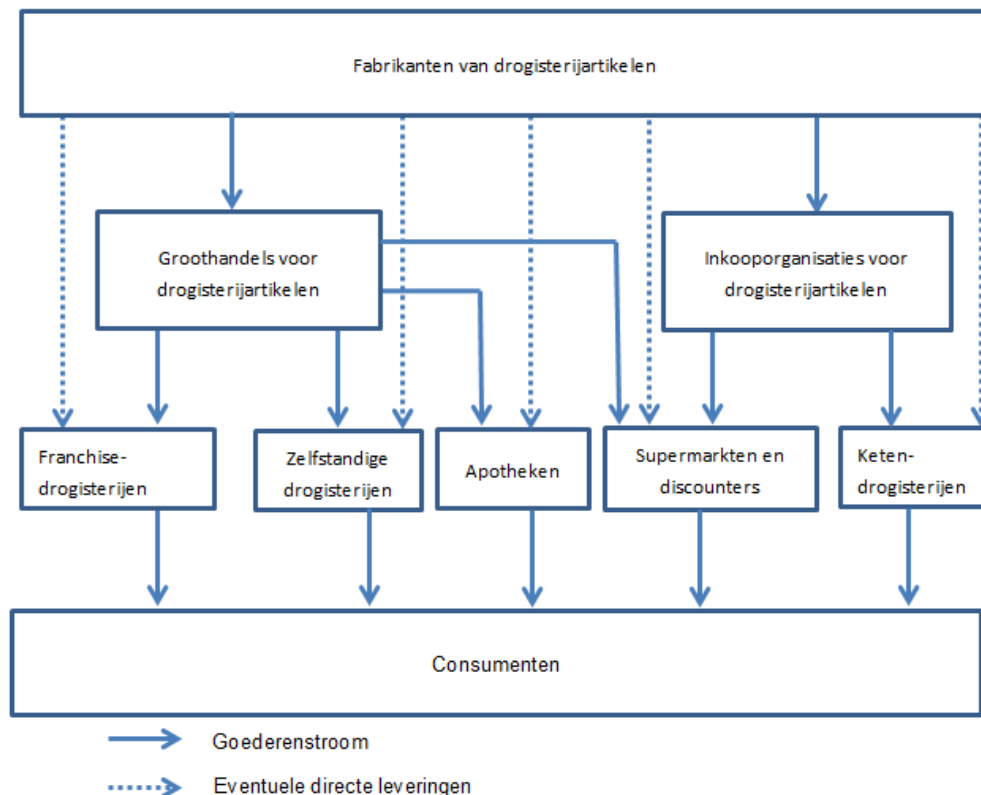 Fabrikanten van drogisterijartikelen
Groothandels voor
drogisterijartikelen
Inkooporganisaties voor
drogisterijartikelen
Franchise-
drogisterijen
Zelfstandige
drogisterijen
Apotheken
Supermarkten en
discounters
Keten-
drogisterijen
Consumenten
Goederenstroom
Eventuele directe leveringen